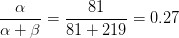 α / (α + β) = 81 / (81 + 219) = 0.27